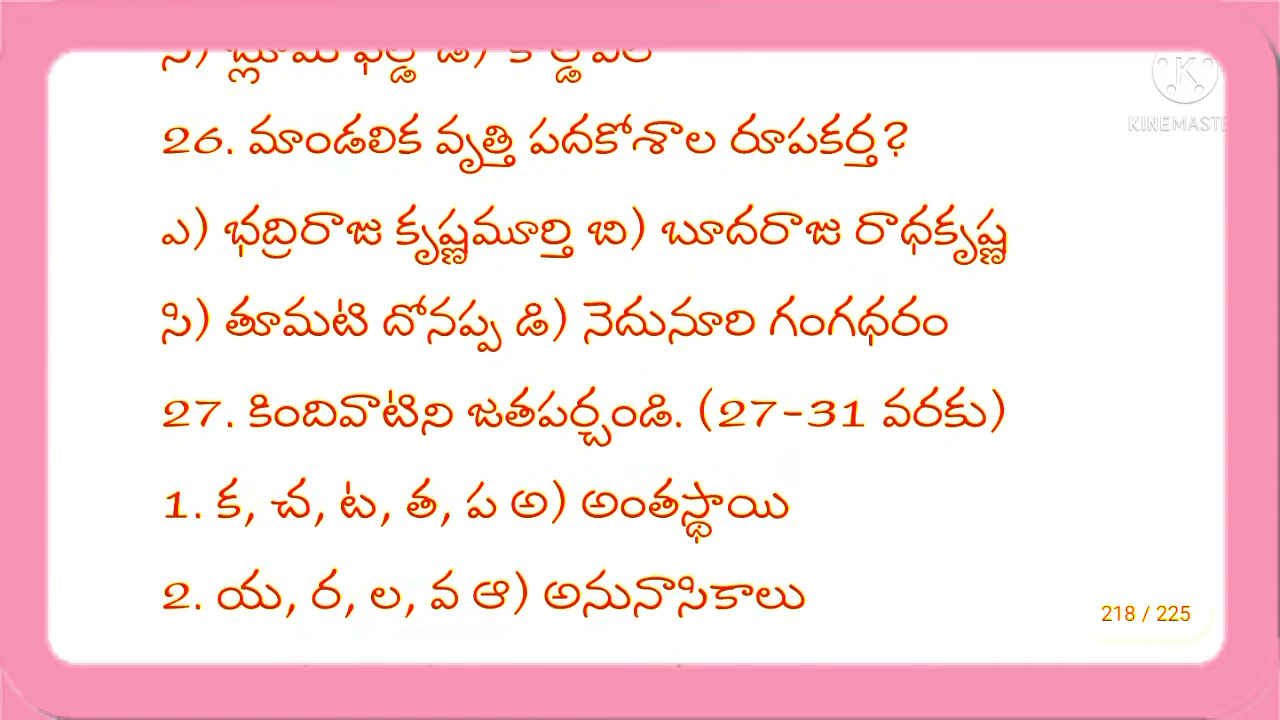 26. మాండలిక వృత్తి పదకోశాల రూపకర్త?
ఎ) భద్రిరాజు కృష్ణమూర్తి బి) బూదరాజు రాధకృష్ణ
సి) తూమటి దోనప్ప డి) నెదునూరి గంగధరం
27. కిందివాటిని జతపర్చండి. (27-31 వరకు)
1. క, చ, ట, త, ప అ) అంతస్థాయి
2. య, ర, ల, వ ఆ) అనునాసికాలు
218 / 225